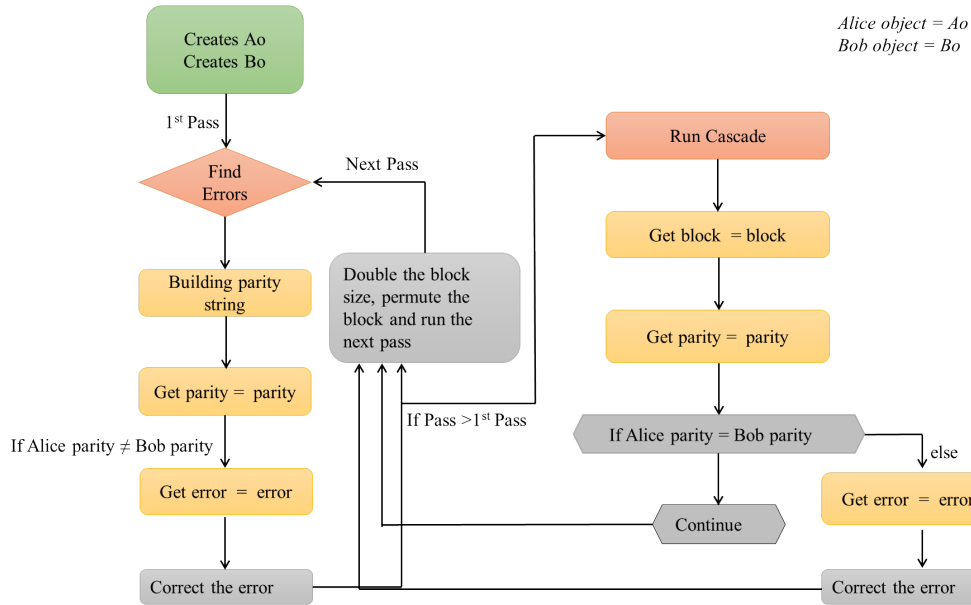 Creates Ao
Creates Bo
Alice object = Ao
Bob object = Bo
1st Pass
Find
Errors
Next Pass
Building parity
string
Get parity = parity
If Alice parity ≠ Bob parity
Get error = error
Correct the error
Double the block
size, permute the
block and run the
next pass
If Pass >1st Pass
Run Cascade
Get block = block
Get parity = parity
If Alice parity = Bob parity
else
Continue
Get error = error
Correct the error